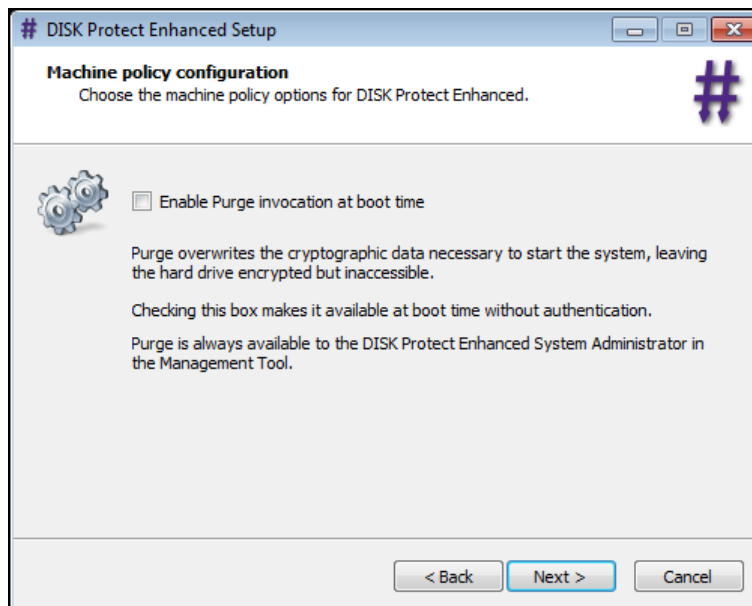 # DISK Protect Enhanced Setup
Machine policy configuration
Choose the machine policy options for DISK Protect Enhanced.
#
Enable Purge invocation at boot time
Purge overwrites the cryptographic data necessary to start the system, leaving
the hard drive encrypted but inaccessible.
Checking this box makes it available at boot time without authentication.
Purge is always available to the DISK Protect Enhanced System Administrator in
the Management Tool.
< Back
Next >
Cancel